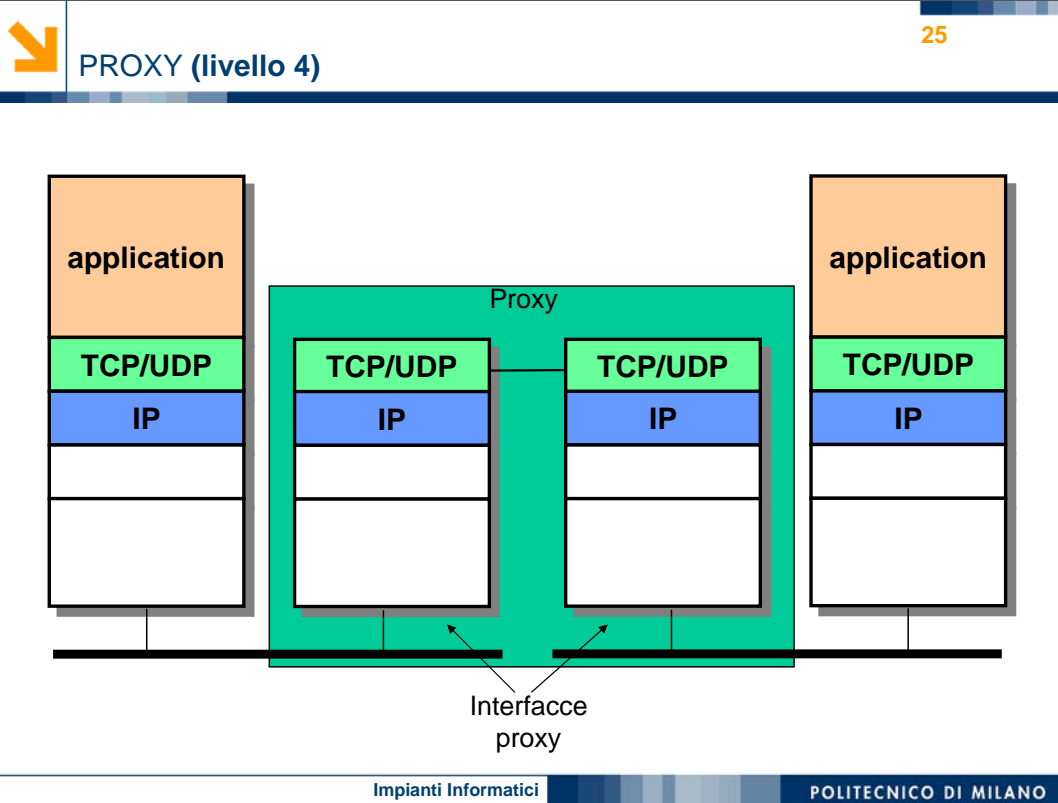 25
PROXY (livello 4)
application
application
Proxy
TCP/UDP
TCP/UDP
TCP/UDP
TCP/UDP
IP
IP
IP
IP
Interfacce
proxy
Impianti Informatici
POLITECNICO DI MILANO